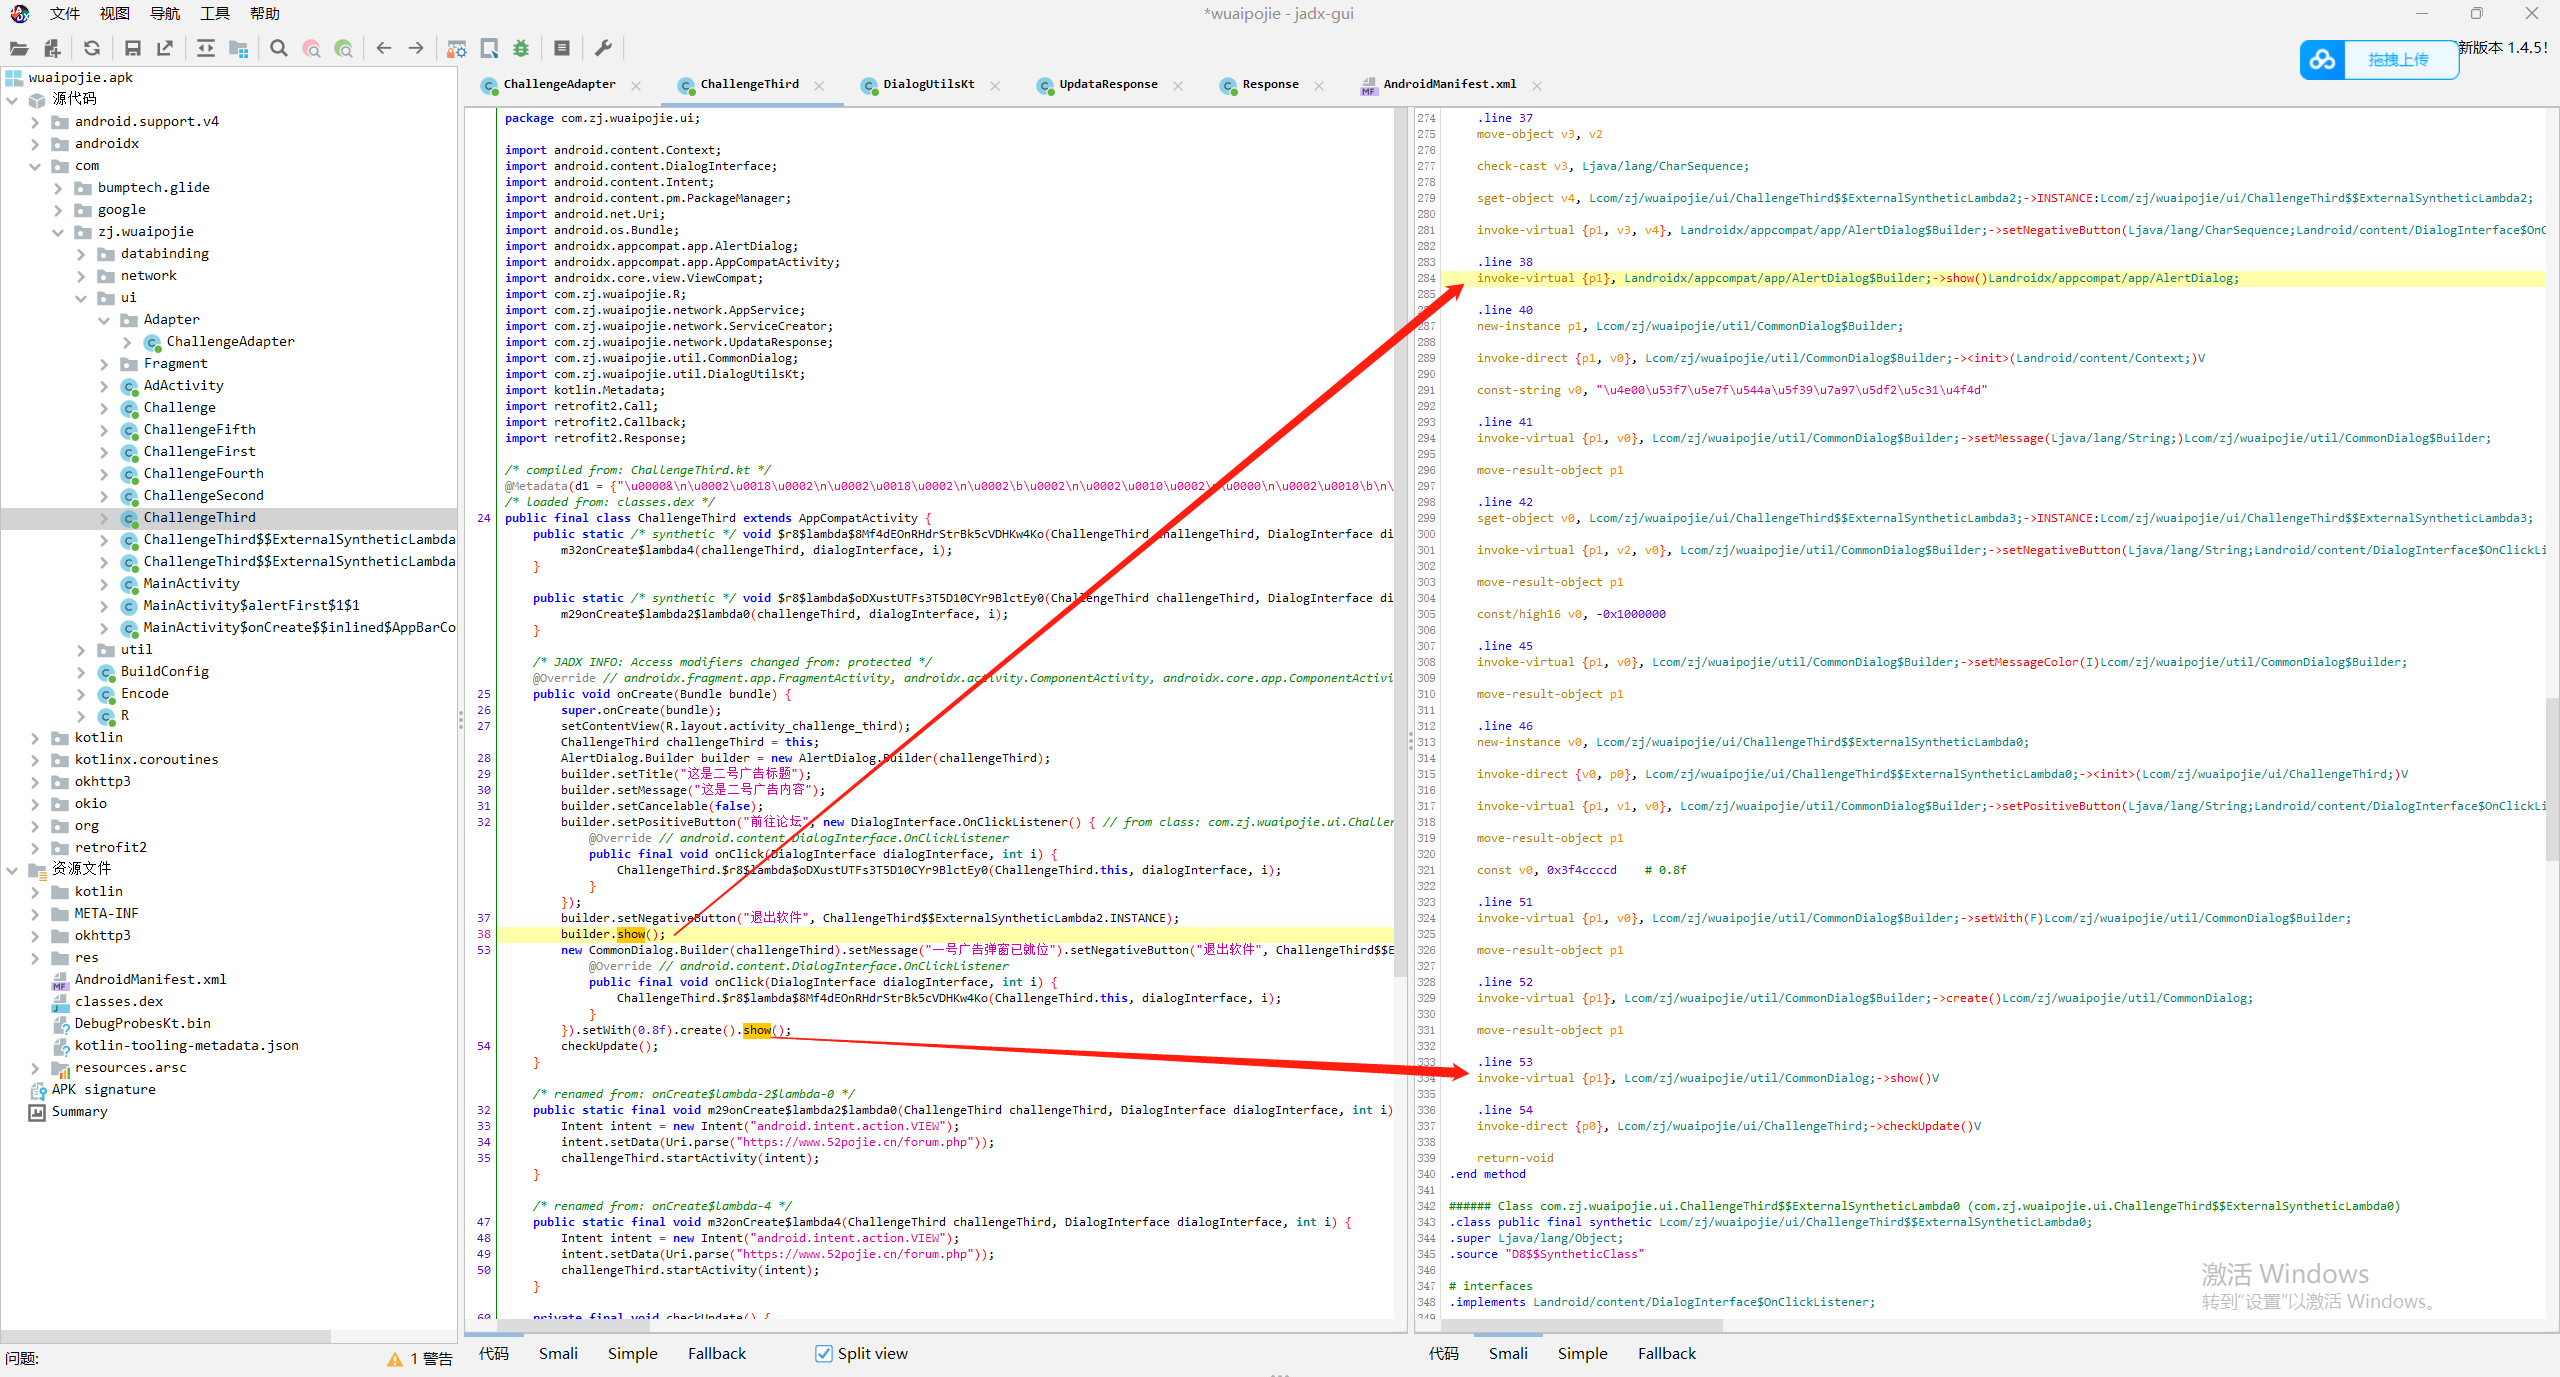 文件 视图 导航 工具 帮助
*wuaipojie - jadx-gui
新版本 1.4.5!
拖拽上传
wuaipojie.apk
源代码
android.support.v4
androidx
com
bumptech.glide
google
zj.wuaipojie
databinding
network
ui
Adapter
ChallengeAdapter
Fragment
AdActivity
Challenge
ChallengeFifth
ChallengeFirst
ChallengeFourth
ChallengeSecond
ChallengeThird
ChallengeThird$$ExternalSyntheticLambda
ChallengeThird$$ExternalSyntheticLambda
MainActivity
MainActivity$alertFirst$1$1
MainActivity$onCreate$$inlined$AppBarCo
util
BuildConfig
Encode
R
kotlin
kotlinx.coroutines
okhttp3
okio
org
retrofit2
资源文件
kotlin
META-INF
okhttp3
res
AndroidManifest.xml
classes.dex
DebugProbesKt.bin
kotlin-tooling-metadata.json
resources.arsc
APK signature
Summary
问题:
1 警告
ChallengeAdapter ChallengeThird DialogUtilsKt UpdataResponse Response AndroidManifest.xml
package com.zj.wuaipojie.ui;
import android.content.Context;
import android.content.DialogInterface;
import android.content.Intent;
import android.content.pm.PackageManager;
import android.net.Uri;
import android.os.Bundle;
import androidx.appcompat.app.AlertDialog;
import androidx.appcompat.app.AppCompatActivity;
import androidx.core.view.ViewCompat;
import com.zj.wuaipojie.R;
import com.zj.wuaipojie.network.AppService;
import com.zj.wuaipojie.network.ServiceCreator;
import com.zj.wuaipojie.network.UpdataResponse;
import com.zj.wuaipojie.util.CommonDialog;
import com.zj.wuaipojie.util.DialogUtilsKt;
import kotlin.Metadata;
import retrofit2.Call;
import retrofit2.Callback;
import retrofit2.Response;
/* compiled from: ChallengeThird.kt */
@Metadata(d1 = {"\u0000&\n\u0002\u0018\u0002\n\u0002\u0018\u0002\n\u0002\b\u0002\n\u0002\u0010\u0002\n\u0000\n\u0002\u0010\b\n\
/* loaded from: classes.dex */
24 public final class ChallengeThird extends AppCompatActivity {
public static /* synthetic */ void $r8$lambda$8Mf4dEOnRHdrStrBk5cVDHKw4Ko(ChallengeThird challengeThird, DialogInterface di
m32onCreate$lambda4(challengeThird, dialogInterface, i);
}
public static /* synthetic */ void $r8$lambda$oDXustUTFs3T5D10CYr9BlctEy0(ChallengeThird challengeThird, DialogInterface di
m29onCreate$lambda2$lambda0(challengeThird, dialogInterface, i);
}
/* JADX INFO: Access modifiers changed from: protected */
@Override // androidx.fragment.app.FragmentActivity, androidx.activity.ComponentActivity, androidx.core.app.ComponentActivi
25 public void onCreate(Bundle bundle) {
26 super.onCreate(bundle);
27 setContentView(R.layout.activity_challenge_third);
ChallengeThird challengeThird = this;
28 AlertDialog.Builder builder = new AlertDialog.Builder(challengeThird);
29 builder.setTitle("这是二号广告标题");
30 builder.setMessage("这是二号广告内容");
31 builder.setCancelable(false);
32 builder.setPositiveButton("前往论坛", new DialogInterface.OnClickListener() { // from class: com.zj.wuaipojie.ui.Challer
@Override // android.content.DialogInterface.OnClickListener
public final void onClick(DialogInterface dialogInterface, int i) {
ChallengeThird.$r8$lambda$oDXustUTFs3T5D10CYr9BlctEy0(ChallengeThird.this, dialogInterface, i);
}
});
37 builder.setNegativeButton("退出软件", ChallengeThird$$ExternalSyntheticLambda2.INSTANCE);
38 builder.show();
53 new CommonDialog.Builder(challengeThird).setMessage("一号广告弹窗已就位").setNegativeButton("退出软件", ChallengeThird$$E
@Override // android.content.DialogInterface.OnClickListener
public final void onClick(DialogInterface dialogInterface, int i) {
ChallengeThird.$r8$lambda$8Mf4dEOnRHdrStrBk5cVDHKw4Ko(ChallengeThird.this, dialogInterface, i);
}
}).setWith(0.8f).create().show();
54 checkUpdate();
}
/* renamed from: onCreate$lambda-2$lambda-0 */
32 public static final void m29onCreate$lambda2$lambda0(ChallengeThird challengeThird, DialogInterface dialogInterface, int i)
33 Intent intent = new Intent("android.intent.action.VIEW");
34 intent.setData(Uri.parse("https://www.52pojie.cn/forum.php"));
35 challengeThird.startActivity(intent);
}
/* renamed from: onCreate$lambda-4 */
47 public static final void m32onCreate$lambda4(ChallengeThird challengeThird, DialogInterface dialogInterface, int i) {
48 Intent intent = new Intent("android.intent.action.VIEW");
49 intent.setData(Uri.parse("https://www.52pojie.cn/forum.php"));
50 challengeThird.startActivity(intent);
}
60 private final void checkUpdate() {
代码 Smali Simple Fallback Split view
274 .line 37
275 move-object v3, v2
276
277 check-cast v3, Ljava/lang/CharSequence;
278
279 sget-object v4, Lcom/zj/wuaipojie/ui/ChallengeThird$$ExternalSyntheticLambda2;->INSTANCE:Lcom/zj/wuaipojie/ui/ChallengeThird$$ExternalSyntheticLambda2;
280
281 invoke-virtual {p1, v3, v4}, Landroidx/appcompat/app/AlertDialog$Builder;->setNegativeButton(Ljava/lang/CharSequence;Landroid/content/DialogInterface$OnC
282
283 .line 38
284 invoke-virtual {p1}, Landroidx/appcompat/app/AlertDialog$Builder;->show()Landroidx/appcompat/app/AlertDialog;
285
.line 40
287 new-instance p1, Lcom/zj/wuaipojie/util/CommonDialog$Builder;
288
289 invoke-direct {p1, v0}, Lcom/zj/wuaipojie/util/CommonDialog$Builder;-><init>(Landroid/content/Context;)V
290
291 const-string v0, "\u4e00\u53f7\u5e7f\u544a\u5f39\u7a97\u5df2\u5c31\u4f4d"
292
293 .line 41
294 invoke-virtual {p1, v0}, Lcom/zj/wuaipojie/util/CommonDialog$Builder;->setMessage(Ljava/lang/String;)Lcom/zj/wuaipojie/util/CommonDialog$Builder;
295
296 move-result-object p1
297
298 .line 42
299 sget-object v0, Lcom/zj/wuaipojie/ui/ChallengeThird$$ExternalSyntheticLambda3;->INSTANCE:Lcom/zj/wuaipojie/ui/ChallengeThird$$ExternalSyntheticLambda3;
300
301 invoke-virtual {p1, v2, v0}, Lcom/zj/wuaipojie/util/CommonDialog$Builder;->setNegativeButton(Ljava/lang/String;Landroid/content/DialogInterface$OnClickLi
302
303 move-result-object p1
304
305 const/high16 v0, -0x1000000
306
307 .line 45
308 invoke-virtual {p1, v0}, Lcom/zj/wuaipojie/util/CommonDialog$Builder;->setMessageColor(I)Lcom/zj/wuaipojie/util/CommonDialog$Builder;
309
310 move-result-object p1
311
312 .line 46
313 new-instance v0, Lcom/zj/wuaipojie/ui/ChallengeThird$$ExternalSyntheticLambda0;
314
315 invoke-direct {v0, p0}, Lcom/zj/wuaipojie/ui/ChallengeThird$$ExternalSyntheticLambda0;-><init>(Lcom/zj/wuaipojie/ui/ChallengeThird;)V
316
317 invoke-virtual {p1, v1, v0}, Lcom/zj/wuaipojie/util/CommonDialog$Builder;->setPositiveButton(Ljava/lang/String;Landroid/content/DialogInterface$OnClickLi
318
319 move-result-object p1
320
321 const v0, 0x3f4ccccd # 0.8f
322
323 .line 51
324 invoke-virtual {p1, v0}, Lcom/zj/wuaipojie/util/CommonDialog$Builder;->setWith(F)Lcom/zj/wuaipojie/util/CommonDialog$Builder;
325
326 move-result-object p1
327
328 .line 52
329 invoke-virtual {p1}, Lcom/zj/wuaipojie/util/CommonDialog$Builder;->create()Lcom/zj/wuaipojie/util/CommonDialog;
330
331 move-result-object p1
332
333 .line 53
334 invoke-virtual {p1}, Lcom/zj/wuaipojie/util/CommonDialog;->show()V
335
336 .line 54
337 invoke-direct {p0}, Lcom/zj/wuaipojie/ui/ChallengeThird;->checkUpdate()V
338
339 return-void
340 .end method
341
342 ###### Class com.zj.wuaipojie.ui.ChallengeThird$$ExternalSyntheticLambda0 (com.zj.wuaipojie.ui.ChallengeThird$$ExternalSyntheticLambda0)
343 .class public final synthetic Lcom/zj/wuaipojie/ui/ChallengeThird$$ExternalSyntheticLambda0;
344 .super Ljava/lang/Object;
345 .source "D8$$SyntheticClass"
346
347 # interfaces
348 .implements Landroid/content/DialogInterface$OnClickListener;
349
激活 Windows
转到"设置"以激活 Windows。
代码 Smali Simple Fallback